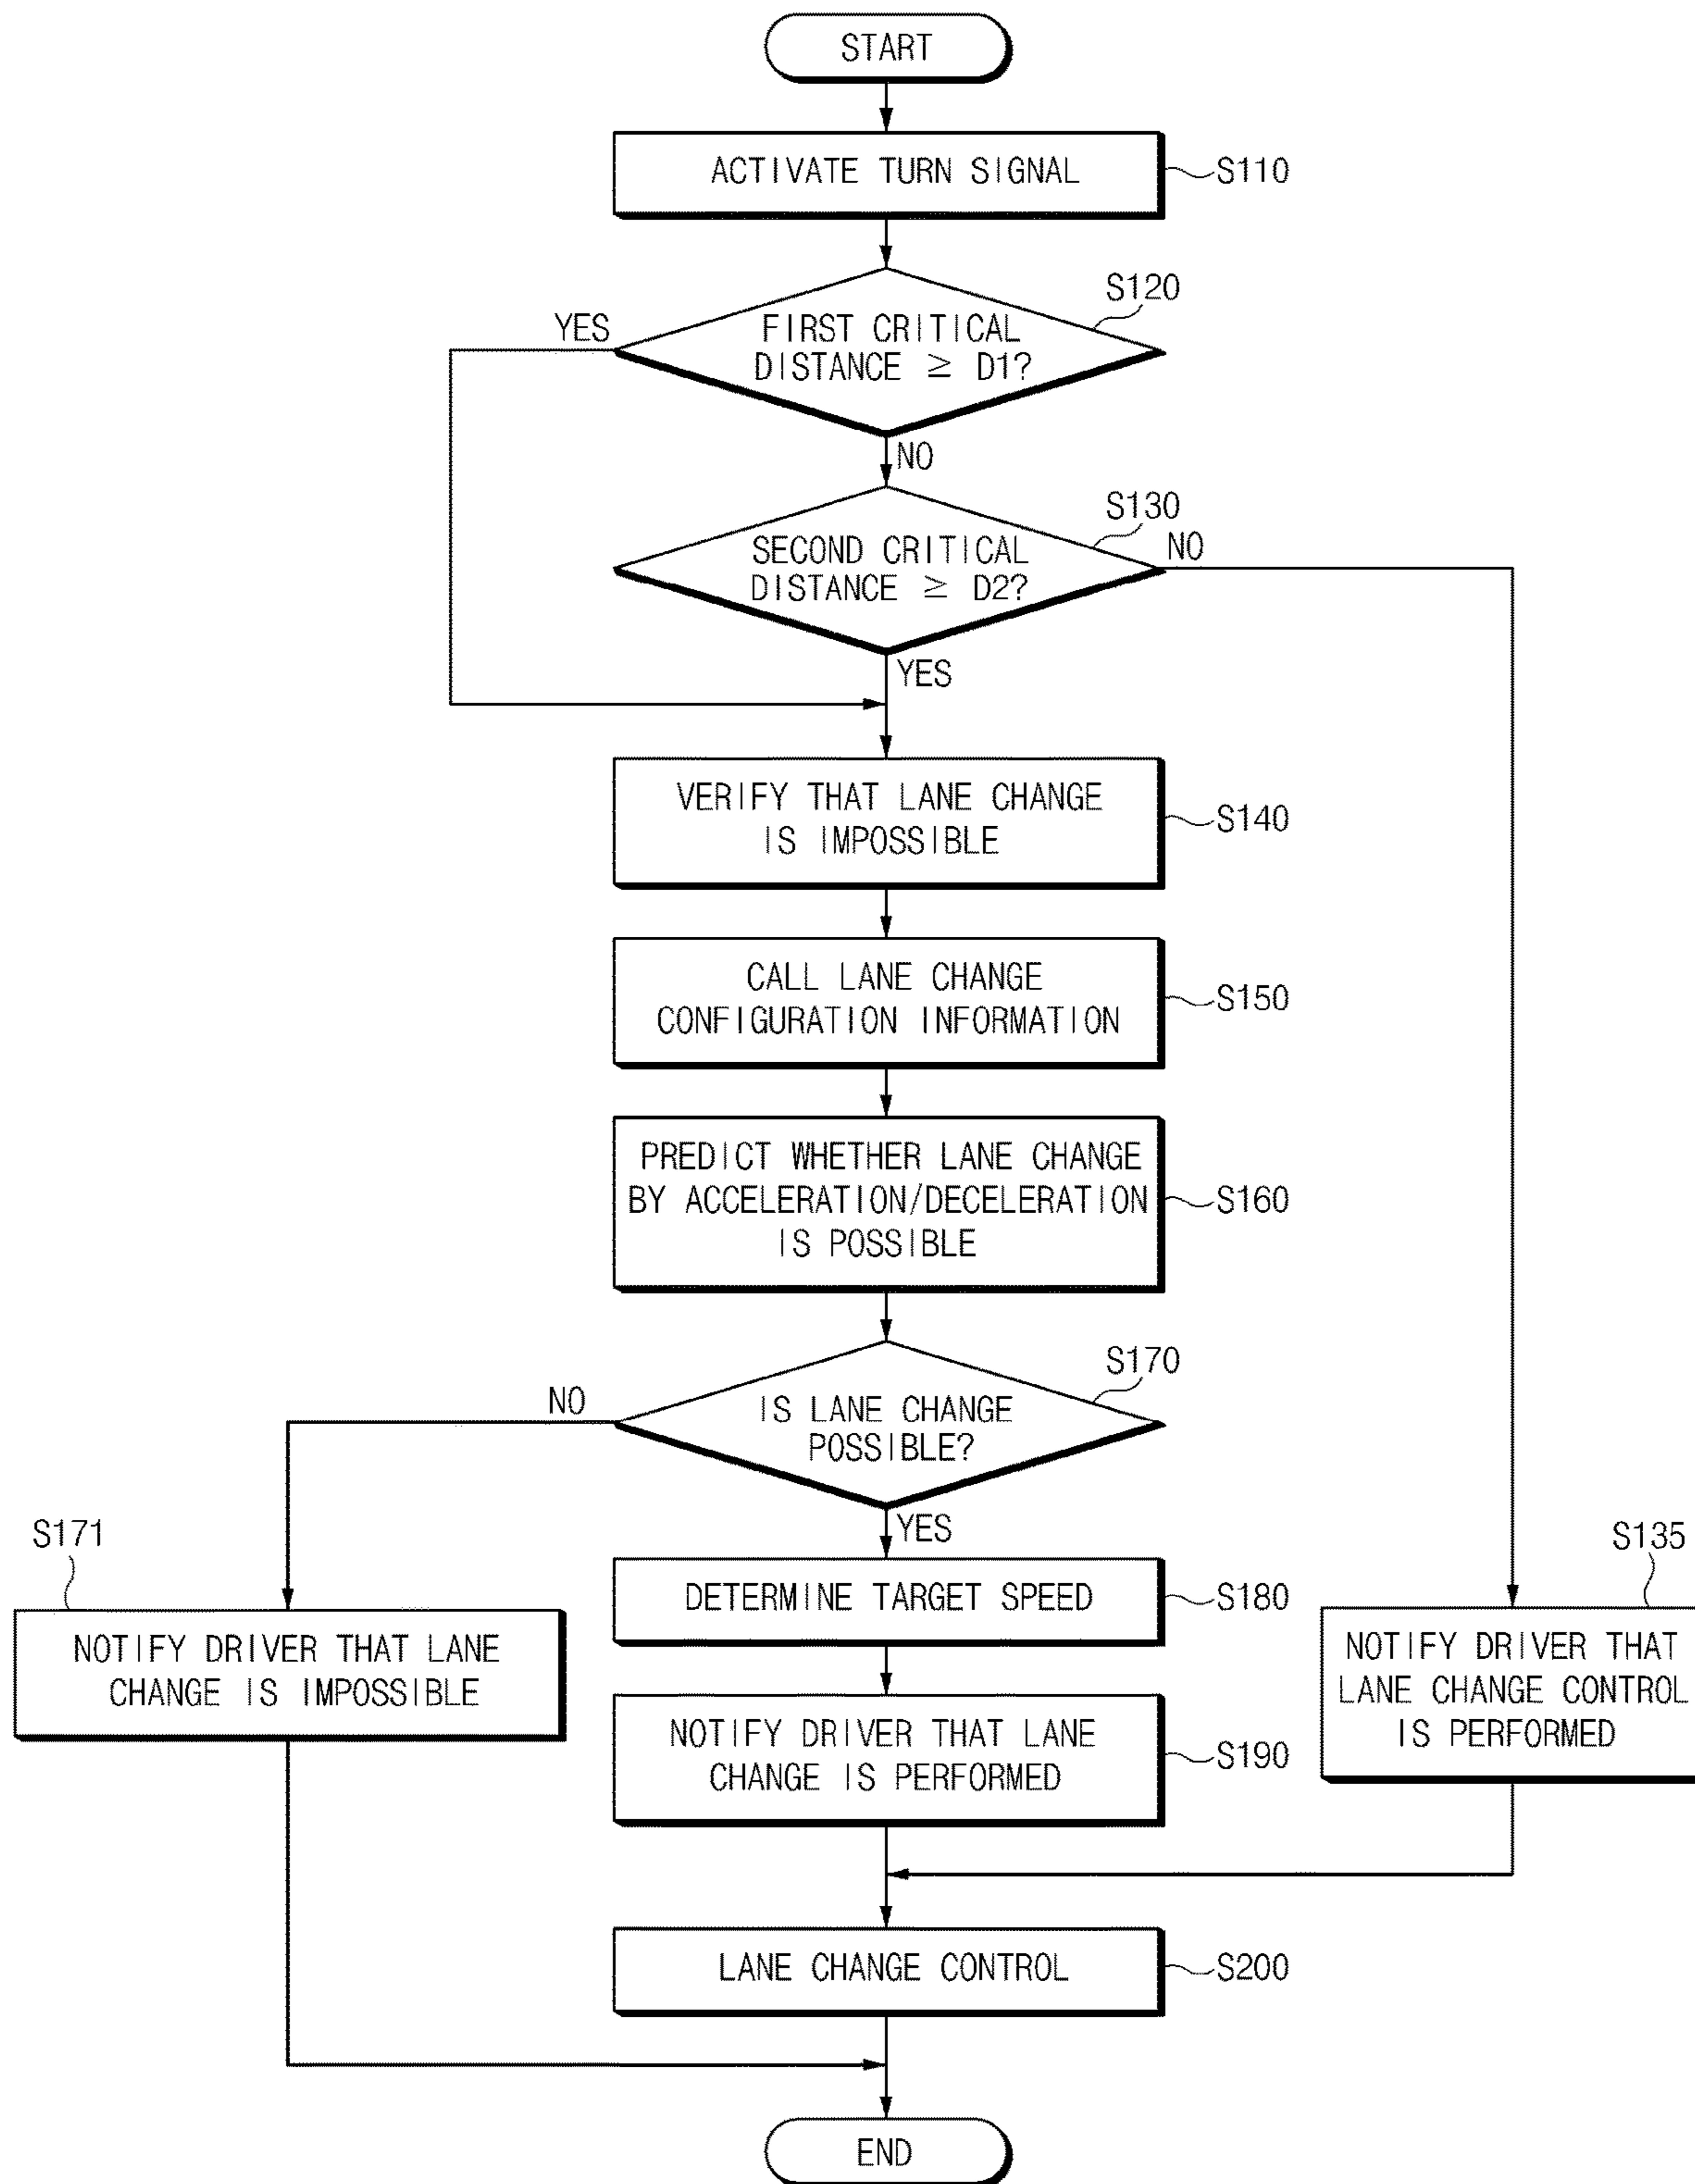 START
ACTIVATE TURN SIGNAL
S110
S120
YES
FIRST CRITICAL
DISTANCE ≧ D1?
NO
S130
SECOND CRITICAL
DISTANCE ≧ D2?
NO
YES
VERIFY THAT LANE CHANGE
IS IMPOSSIBLE
S140
CALL LANE CHANGE
CONFIGURATION INFORMATION
S150
PREDICT WHETHER LANE CHANGE
BY ACCELERATION/DECELERATION
IS POSSIBLE
S160
S170
NO
IS LANE CHANGE
POSSIBLE?
YES
S171
NOTIFY DRIVER THAT LANE
CHANGE IS IMPOSSIBLE
DETERMINE TARGET SPEED
S180
S135
NOTIFY DRIVER THAT
LANE CHANGE CONTROL
IS PERFORMED
NOTIFY DRIVER THAT LANE
CHANGE IS PERFORMED
S190
LANE CHANGE CONTROL
S200
END